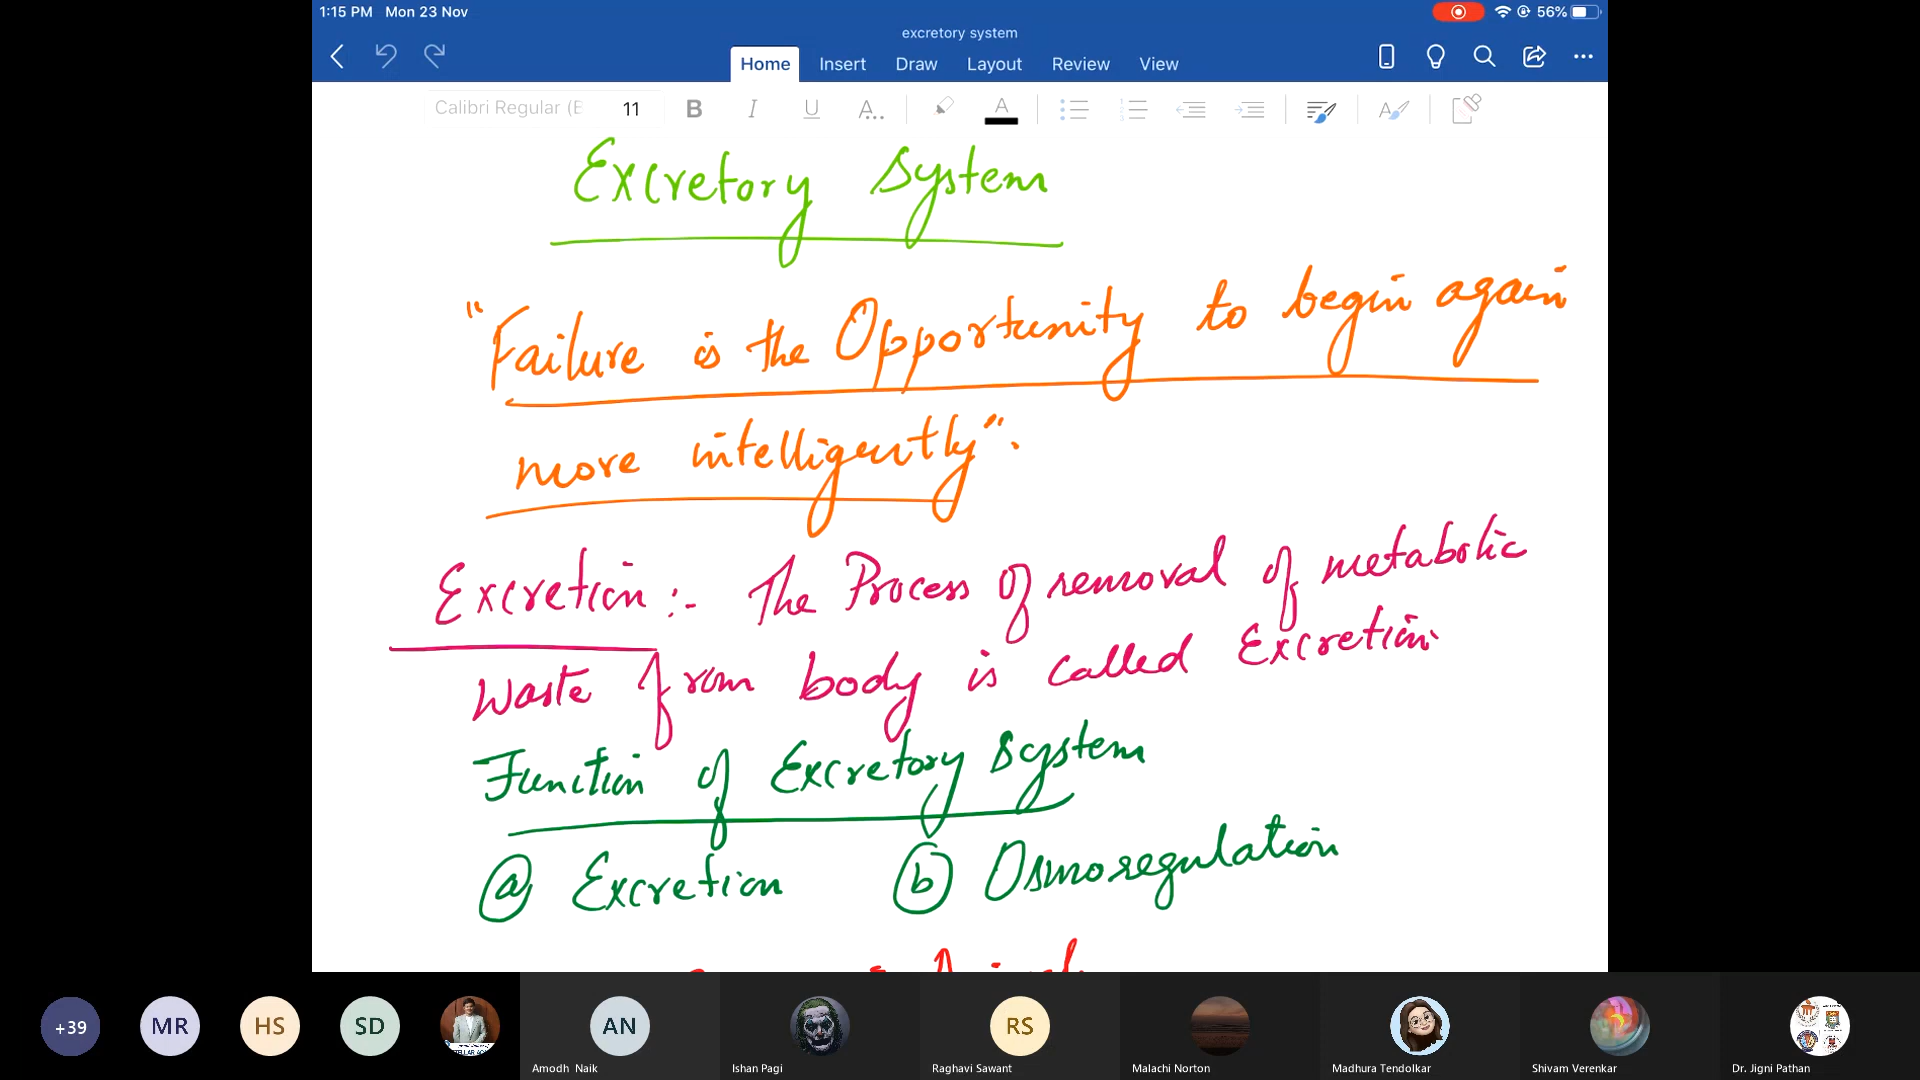 1:15 PM Mon 23 Nov
56%
excretory system
Home Insert Draw Layout Review View
Calibri Regular (E 11 B I U A... A
Excretory System
"Failure is the Opportunity to begin again
more intelligently".
Excretion :- The Process of removal of metabolic
waste from body is called Excretion.
Function of Excretory System
(a) Excretion (b) Osmoregulation
+39 MR HS SD AN RS
Amodh Naik Ishan Pagi Raghavi Sawant Malachi Norton Madhura Tendolkar Shivam Verenkar Dr. Jigni Pathan